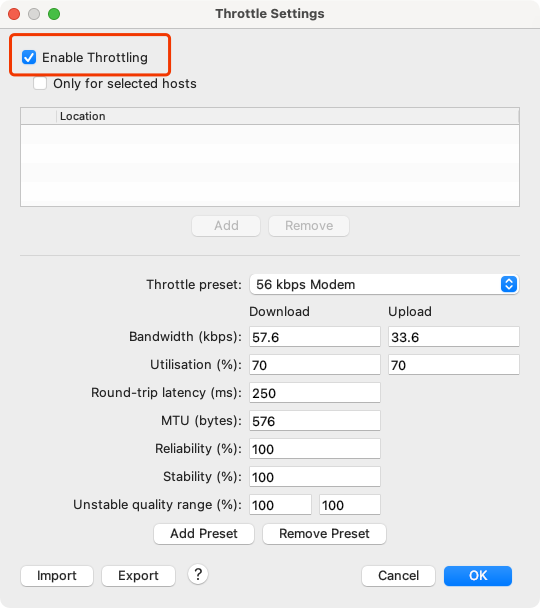 Throttle Settings
Enable Throttling
Only for selected hosts
Location
Add Remove
Throttle preset: 56 kbps Modem
Download Upload
Bandwidth (kbps): 57.6 33.6
Utilisation (%): 70 70
Round-trip latency (ms): 250
MTU (bytes): 576
Reliability (%): 100
Stability (%): 100
Unstable quality range (%): 100 100
Add Preset Remove Preset
Import Export ? Cancel OK